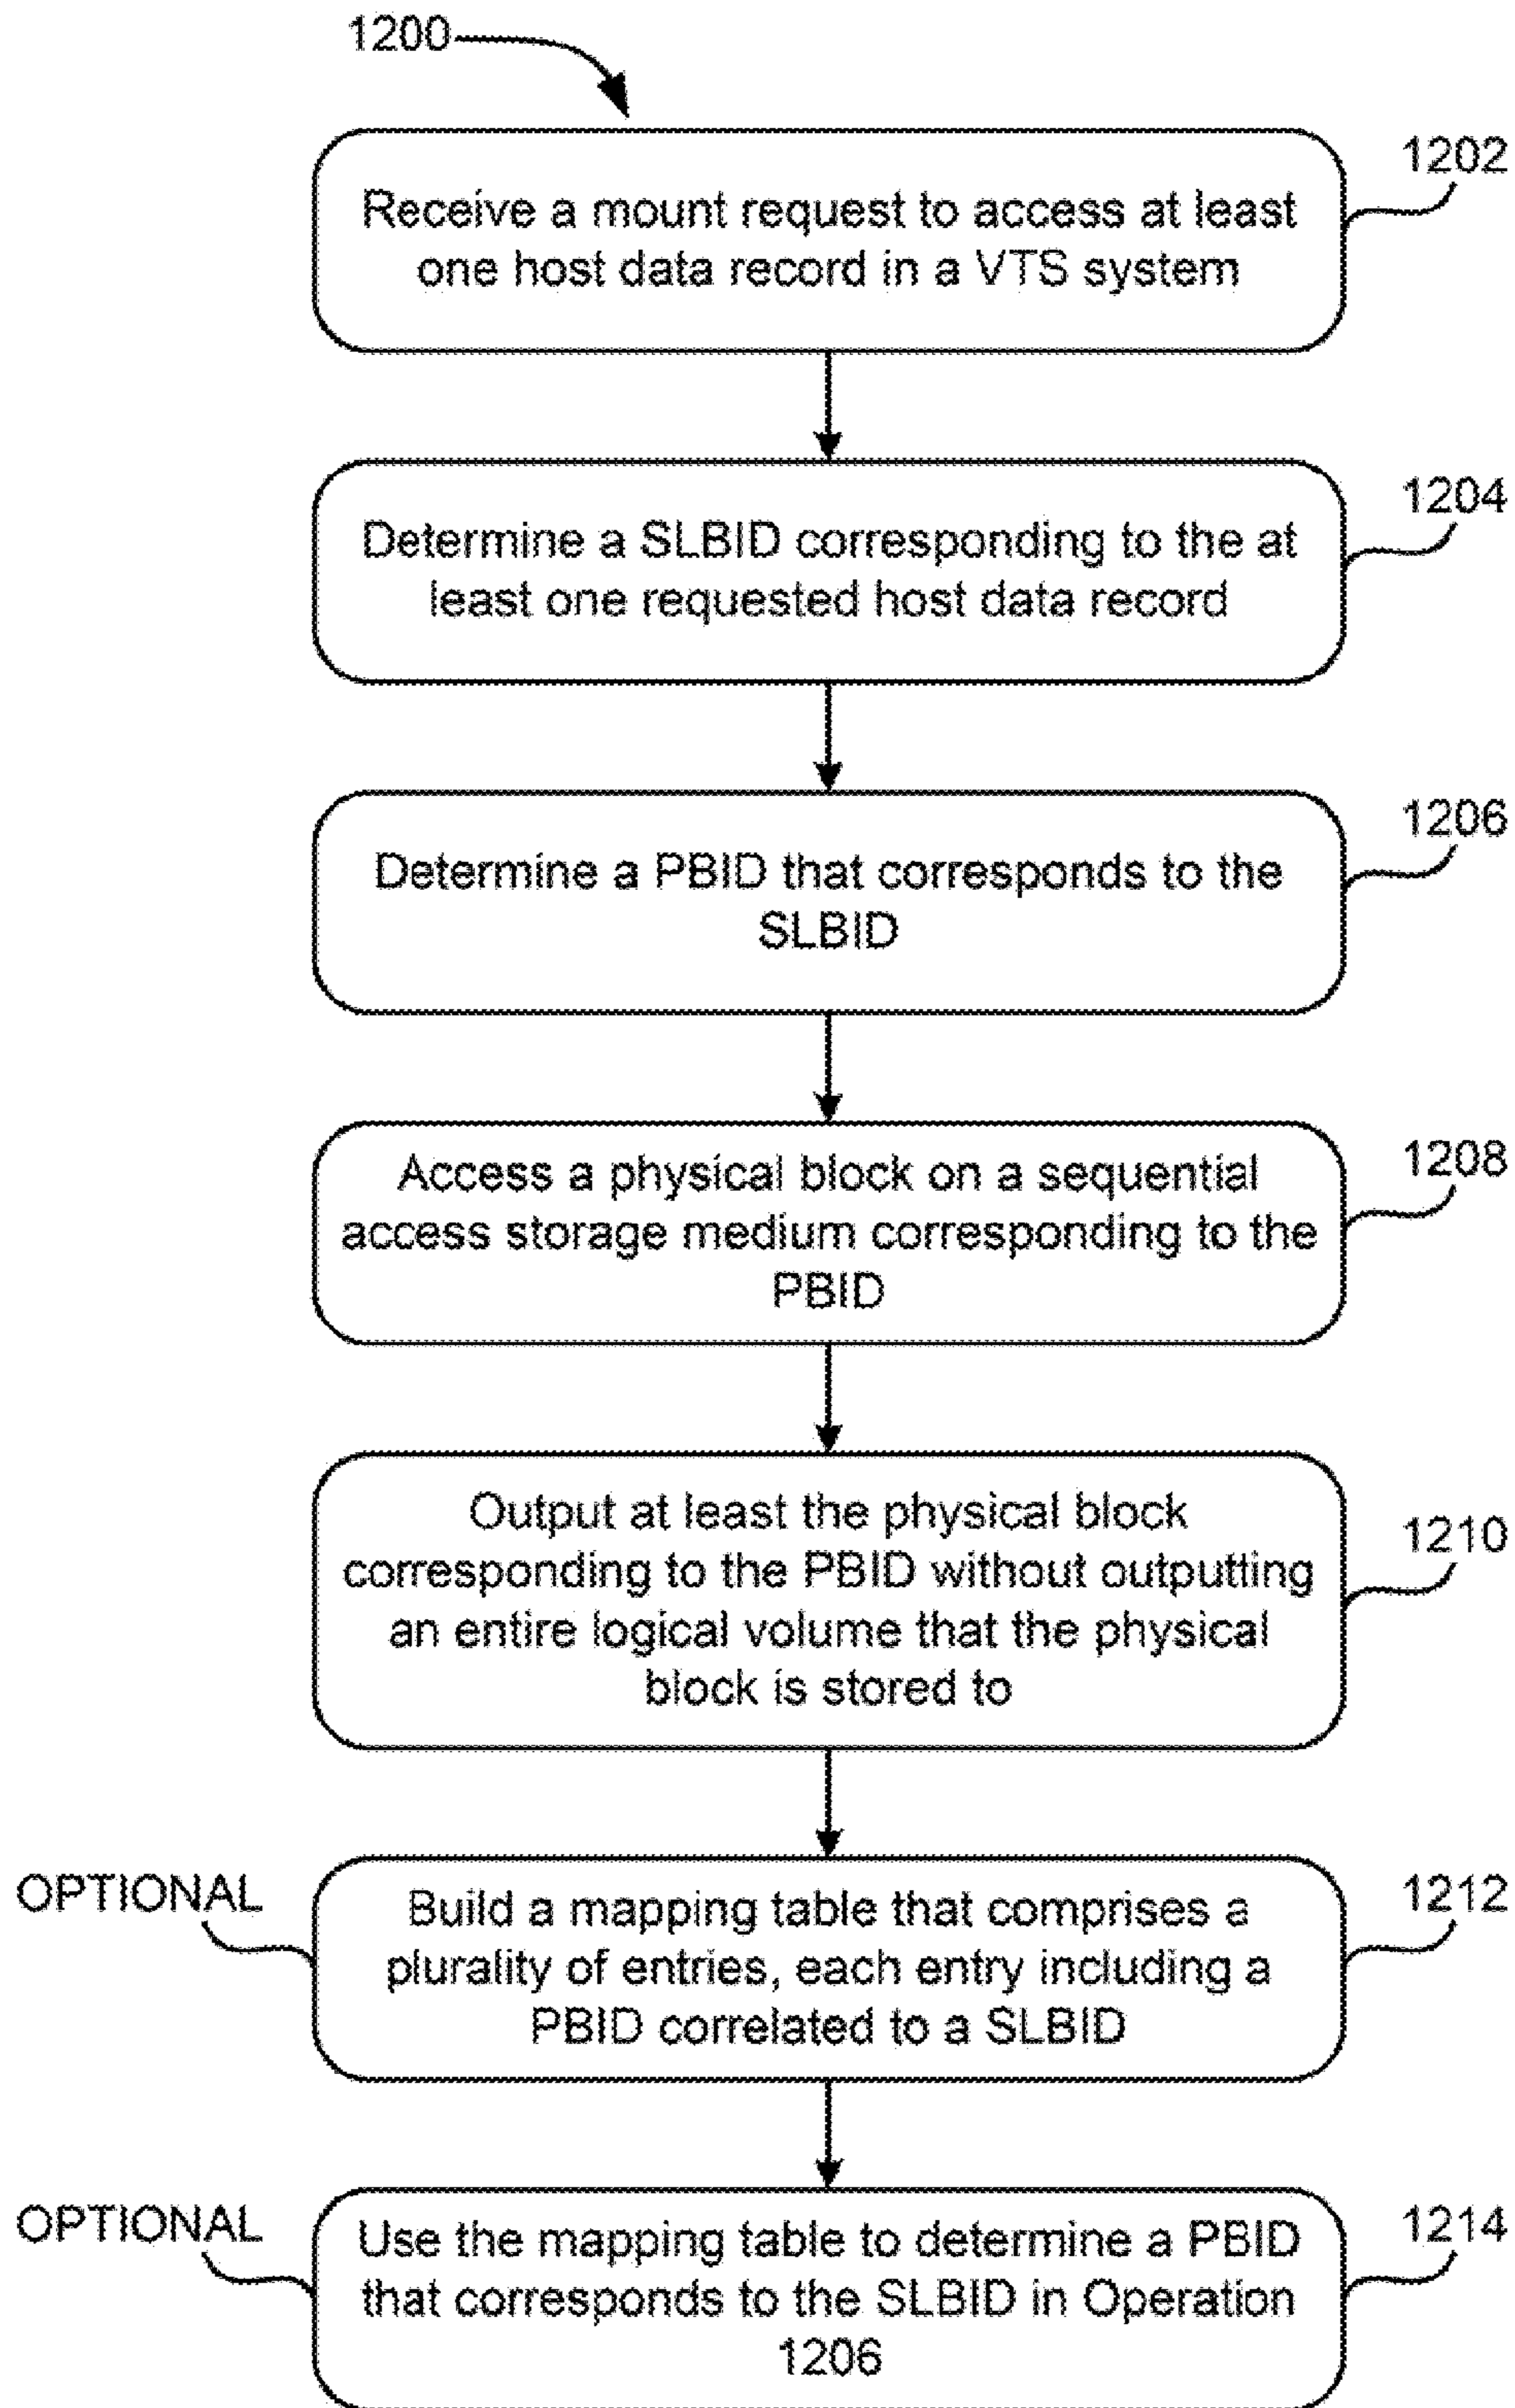 1200
1202
Receive a mount request to access at least
one host data record in a VTS system
1204
Determine a SLBID corresponding to the at
least one requested host data record
1206
Determine a PBID that corresponds to the
SLBID
1208
Access a physical block on a sequential
access storage medium corresponding to the
PBID
1210
Output at least the physical block
corresponding to the PBID without outputting
an entire logical volume that the physical
block is stored to
OPTIONAL
1212
Build a mapping table that comprises a
plurality of entries, each entry including a
PBID correlated to a SLBID
OPTIONAL
1214
Use the mapping table to determine a PBID
that corresponds to the SLBID in Operation
1206